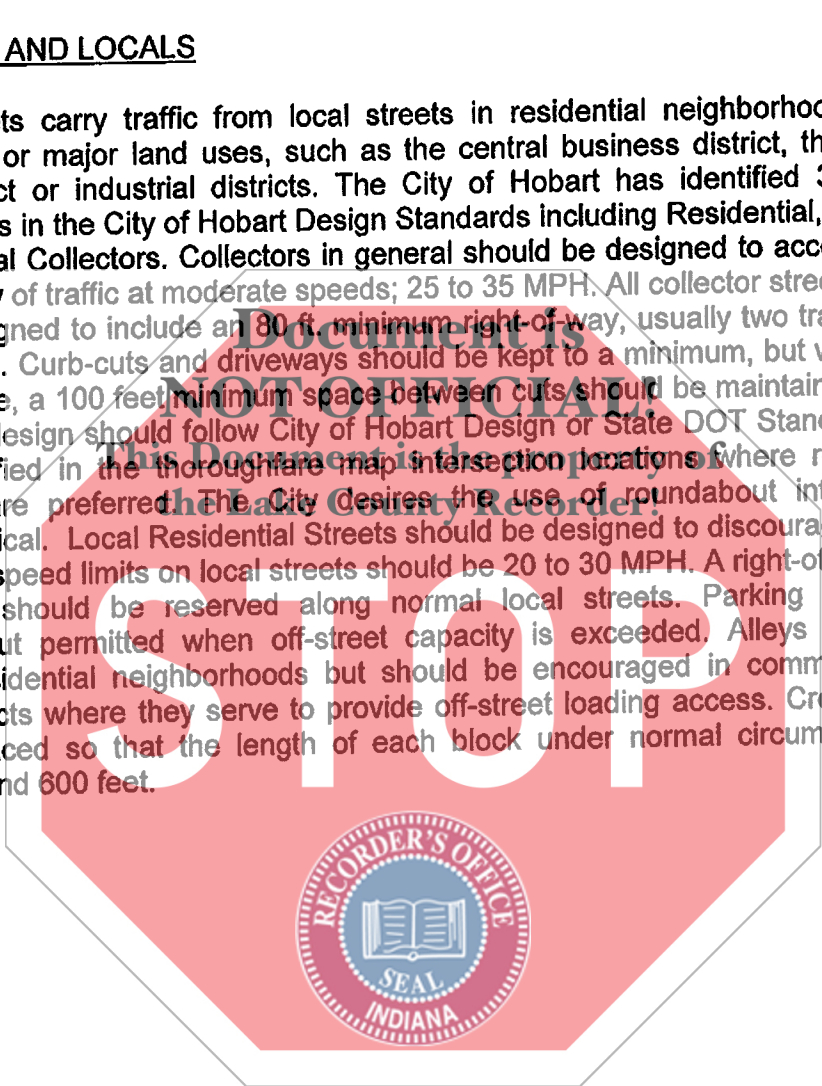 AND LOCALS
ts carry traffic from local streets in residential neighborhoo
or major land uses, such as the central business district, th
ct or industrial districts. The City of Hobart has identified 3
s in the City of Hobart Design Standards including Residential,
al Collectors. Collectors in general should be designed to acco
of traffic at moderate speeds; 25 to 35 MPH. All collector stree
gned to include an 80 ft. minimum right-of-way, usually two tra
. Curb-cuts and driveways should be kept to a minimum, but w
e, a 100 feet minimum space between cuts should be maintair
design should follow City of Hobart Design or State DOT Stand
fied in the thoroughfare map intersection locations where r
re preferred. The City desires the use of roundabout int
ical. Local Residential Streets should be designed to discoura
speed limits on local streets should be 20 to 30 MPH. A right-of
should be reserved along normal local streets. Parking
ut permitted when off-street capacity is exceeded. Alleys
idential neighborhoods but should be encouraged in comm
cts where they serve to provide off-street loading access. Cr
ced so that the length of each block under normal circum
nd 600 feet.
Document is
NOT OFFICIAL!
This Document is the property of
the Lake County Recorder!
STOP
RECORDER'S OFFICE
SEAL
INDIANA